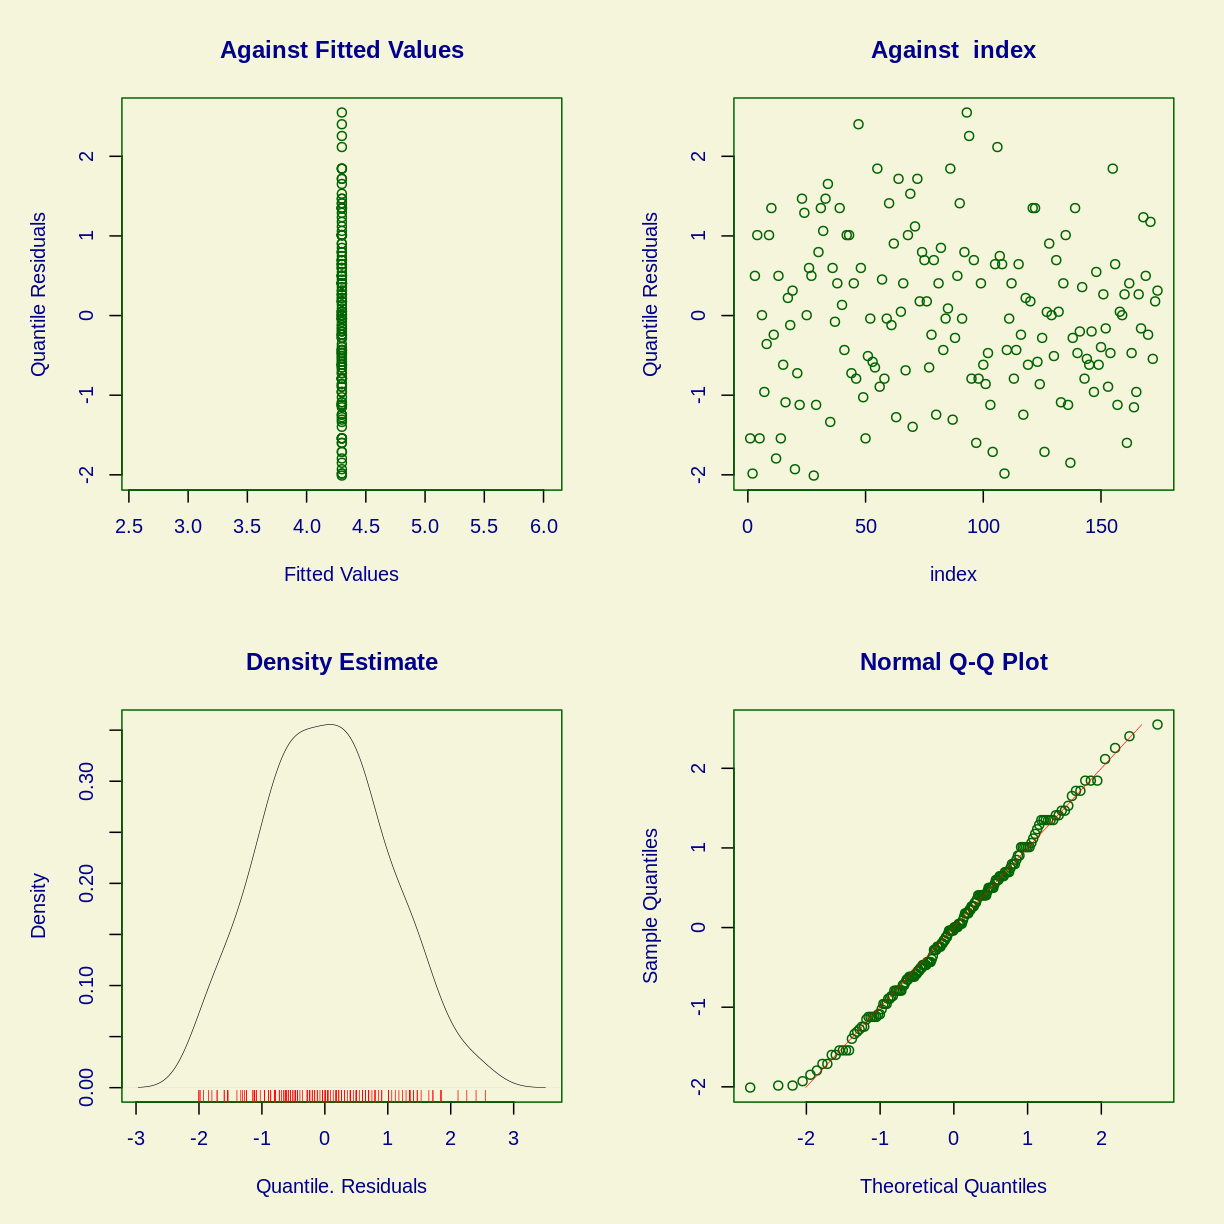 Against Fitted Values
Quantile Residuals
2
1
0
-1
-2
2.5 3.0 3.5 4.0 4.5 5.0 5.5 6.0
Fitted Values
Against  index
Quantile Residuals
2
1
0
-1
-2
0 50 100 150
index
Density Estimate
Density
0.30
0.20
0.10
0.00
-3 -2 -1 0 1 2 3
Quantile. Residuals
Normal Q-Q Plot
Sample Quantiles
2
1
0
-1
-2
-2 -1 0 1 2
Theoretical Quantiles